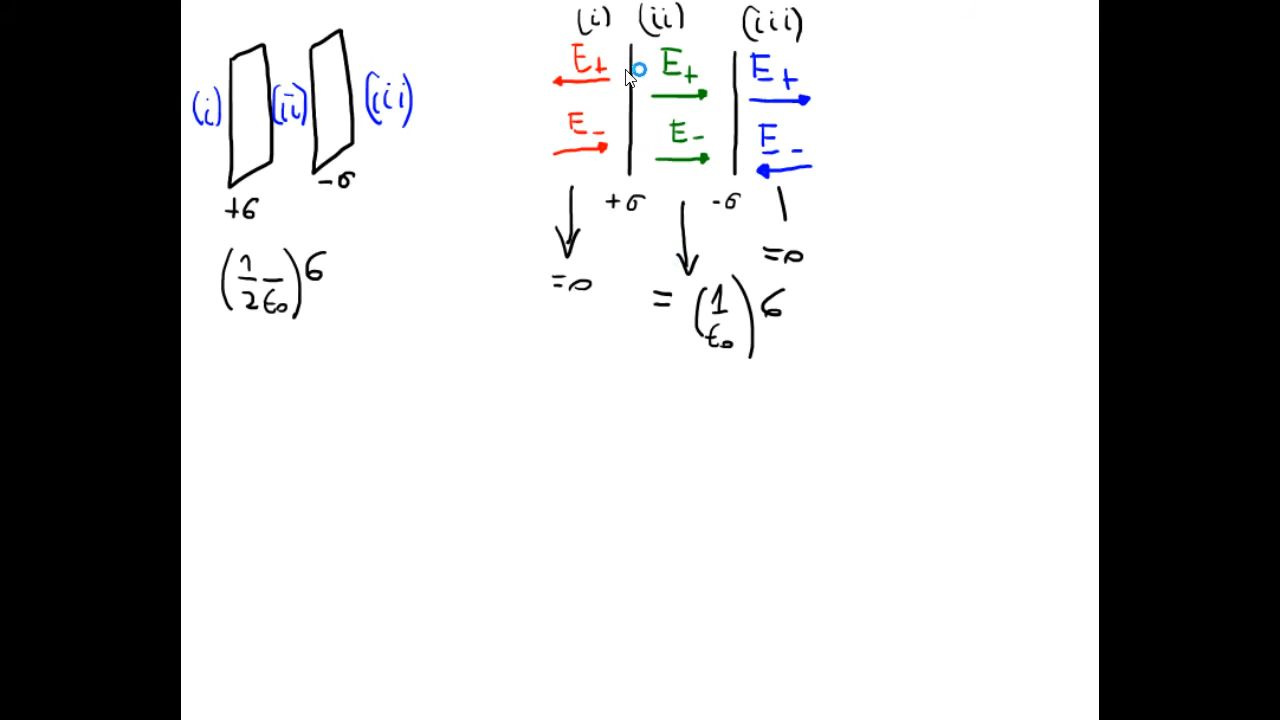 (i) (ii) (iii)
+σ -σ
(1/2ε₀)σ
(i) (ii) (iii)
E+ E+ E+
E- E- E-
+σ -σ
=0 =0
= (1/ε₀)σ